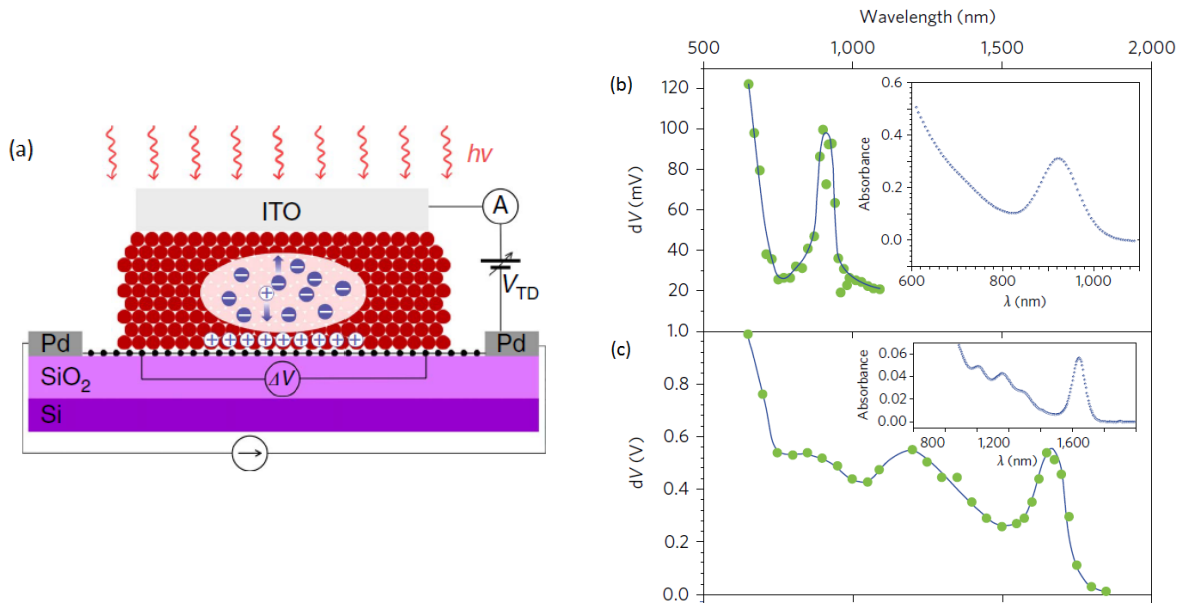 (a)
hν
ITO
A
V_TD
Pd
Pd
ΔV
SiO₂
Si
Wavelength (nm)
500
1,000
1,500
2,000
(b)
120
100
80
60
40
20
dV (mV)
0.6
0.4
0.2
0.0
Absorbance
600
800
1,000
λ (nm)
(c)
1.0
0.8
0.6
0.4
0.2
0.0
dV (V)
0.06
0.04
0.02
0.00
Absorbance
800
1,200
1,600
λ (nm)